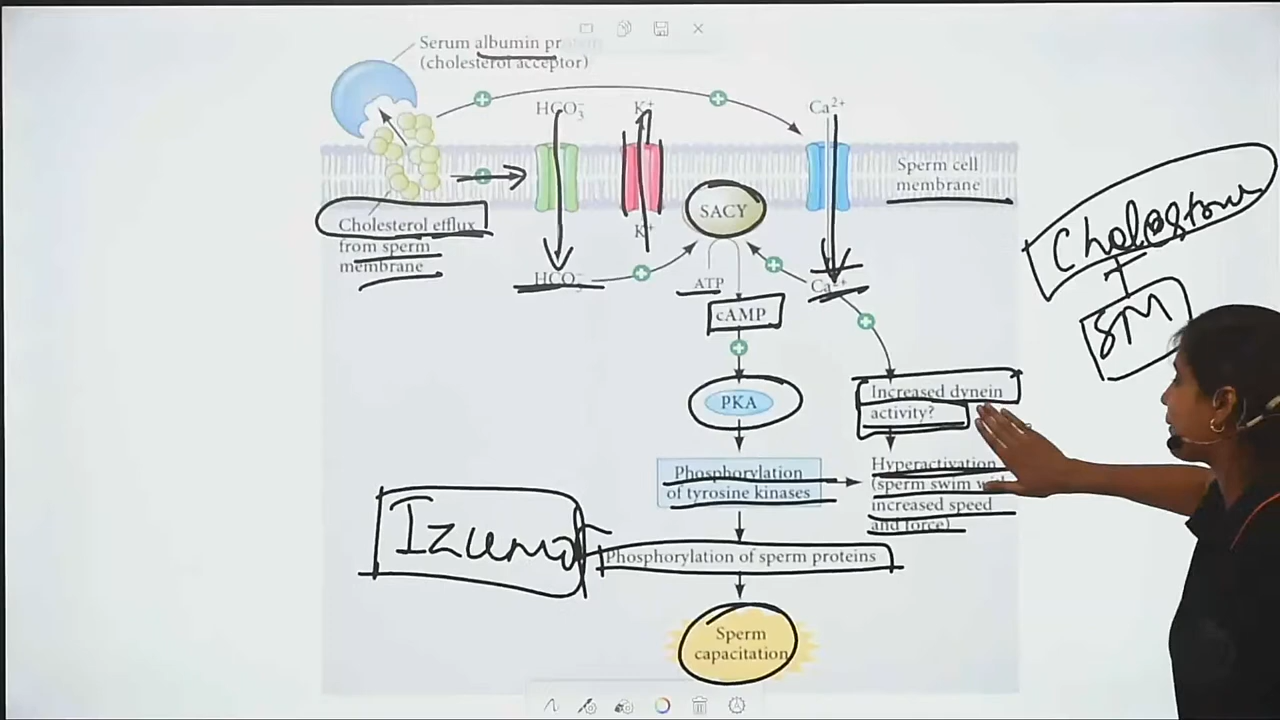 Serum albumin protein
(cholesterol acceptor)
HCO₃⁻
K⁺
Ca²⁺
Sperm cell
membrane
SACY
Cholesterol efflux
from sperm
membrane
K⁺
HCO₃⁻
ATP
Ca²⁺
cAMP
PKA
Increased dynein
activity?
Phosphorylation
of tyrosine kinases
Hyperactivation
(sperm swim with
increased speed
and force)
Izumo
Phosphorylation of sperm proteins
Sperm
capacitation
SM